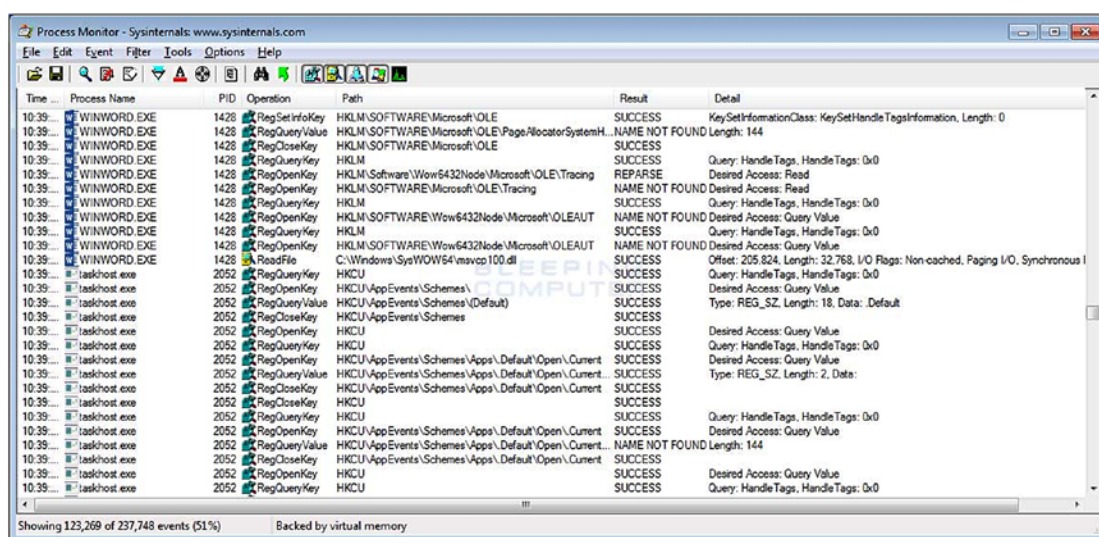 Process Monitor - Sysinternals: www.sysinternals.com
File Edit Event Filter Tools Options Help
Time ... Process Name PID Operation Path Result Detail
10:39:... WINWORD.EXE 1428 RegSetInfoKey HKLM\SOFTWARE\Microsoft\OLE SUCCESS KeySetInformationClass: KeySetHandleTagsInformation, Length: 0
10:39:... WINWORD.EXE 1428 RegQueryValue HKLM\SOFTWARE\Microsoft\OLE\PageAllocatorSystemH... NAME NOT FOUND Length: 144
10:39:... WINWORD.EXE 1428 RegCloseKey HKLM\SOFTWARE\Microsoft\OLE SUCCESS
10:39:... WINWORD.EXE 1428 RegQueryKey HKLM SUCCESS Query: HandleTags, HandleTags: 0x0
10:39:... WINWORD.EXE 1428 RegOpenKey HKLM\Software\Wow6432Node\Microsoft\OLE\Tracing REPARSE Desired Access: Read
10:39:... WINWORD.EXE 1428 RegOpenKey HKLM\SOFTWARE\Microsoft\OLE\Tracing NAME NOT FOUND Desired Access: Read
10:39:... WINWORD.EXE 1428 RegQueryKey HKLM SUCCESS Query: HandleTags, HandleTags: 0x0
10:39:... WINWORD.EXE 1428 RegOpenKey HKLM\SOFTWARE\Wow6432Node\Microsoft\OLEAUT NAME NOT FOUND Desired Access: Query Value
10:39:... WINWORD.EXE 1428 RegQueryKey HKLM SUCCESS Query: HandleTags, HandleTags: 0x0
10:39:... WINWORD.EXE 1428 RegOpenKey HKLM\SOFTWARE\Wow6432Node\Microsoft\OLEAUT NAME NOT FOUND Desired Access: Query Value
10:39:... WINWORD.EXE 1428 ReadFile C:\Windows\SysWOW64\msvcp100.dll SUCCESS Offset: 205,824, Length: 32,768, I/O Flags: Non-cached, Paging I/O, Synchronous
10:39:... taskhost.exe 2052 RegQueryKey HKCU SUCCESS Query: HandleTags, HandleTags: 0x0
10:39:... taskhost.exe 2052 RegOpenKey HKCU\AppEvents\Schemes\ SUCCESS Desired Access: Query Value
10:39:... taskhost.exe 2052 RegQueryValue HKCU\AppEvents\Schemes\(Default) SUCCESS Type: REG_SZ, Length: 18, Data: .Default
10:39:... taskhost.exe 2052 RegCloseKey HKCU\AppEvents\Schemes SUCCESS
10:39:... taskhost.exe 2052 RegOpenKey HKCU SUCCESS Desired Access: Query Value
10:39:... taskhost.exe 2052 RegQueryKey HKCU SUCCESS Query: HandleTags, HandleTags: 0x0
10:39:... taskhost.exe 2052 RegOpenKey HKCU\AppEvents\Schemes\Apps\.Default\Open\.Current SUCCESS Desired Access: Query Value
10:39:... taskhost.exe 2052 RegQueryValue HKCU\AppEvents\Schemes\Apps\.Default\Open\.Current... SUCCESS Type: REG_SZ, Length: 2, Data:
10:39:... taskhost.exe 2052 RegCloseKey HKCU\AppEvents\Schemes\Apps\.Default\Open\.Current SUCCESS
10:39:... taskhost.exe 2052 RegCloseKey HKCU SUCCESS
10:39:... taskhost.exe 2052 RegQueryKey HKCU SUCCESS Query: HandleTags, HandleTags: 0x0
10:39:... taskhost.exe 2052 RegOpenKey HKCU\AppEvents\Schemes\Apps\.Default\Open\.Current SUCCESS Desired Access: Query Value
10:39:... taskhost.exe 2052 RegQueryValue HKCU\AppEvents\Schemes\Apps\.Default\Open\.Current... NAME NOT FOUND Length: 144
10:39:... taskhost.exe 2052 RegCloseKey HKCU\AppEvents\Schemes\Apps\.Default\Open\.Current SUCCESS
10:39:... taskhost.exe 2052 RegOpenKey HKCU SUCCESS Desired Access: Query Value
10:39:... taskhost.exe 2052 RegQueryKey HKCU SUCCESS Query: HandleTags, HandleTags: 0x0
BLEEPIN
COMPUTE
Showing 123,269 of 237,748 events (51%) Backed by virtual memory